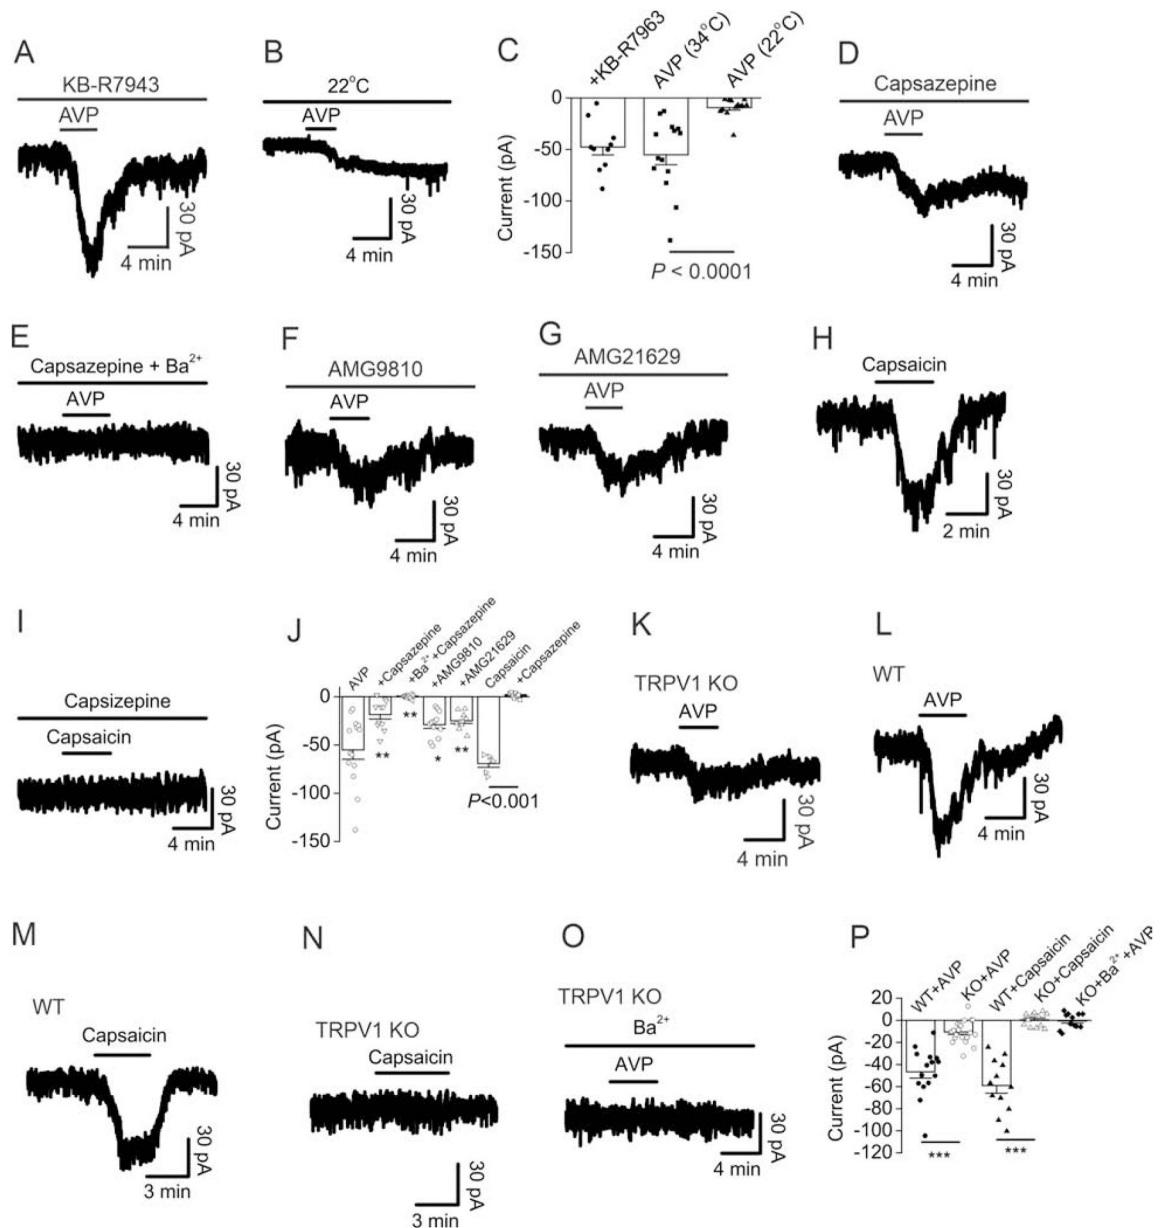 A
KB-R7943
AVP
30 pA
4 min
B
22°C
AVP
30 pA
4 min
C
+KB-R7963
AVP (34°C)
AVP (22°C)
Current (pA)
0
-50
-100
-150
P < 0.0001
D
Capsazepine
AVP
30 pA
4 min
E
Capsazepine + Ba²⁺
AVP
30 pA
4 min
F
AMG9810
AVP
30 pA
4 min
G
AMG21629
AVP
30 pA
4 min
H
Capsaicin
30 pA
2 min
I
Capsizepine
Capsaicin
30 pA
4 min
J
AVP
+Capsazepine
+Ba²⁺+Capsazepine
+AMG9810
+AMG21629
Capsaicin
+Capsazepine
Current (pA)
0
-50
-100
-150
**
**
*
**
P<0.001
K
TRPV1 KO
AVP
30 pA
4 min
L
WT
AVP
30 pA
4 min
M
WT
Capsaicin
30 pA
3 min
N
TRPV1 KO
Capsaicin
30 pA
3 min
O
TRPV1 KO
Ba²⁺
AVP
30 pA
4 min
P
WT+AVP
KO+AVP
WT+Capsaicin
KO+Capsaicin
KO+Ba²⁺+AVP
Current (pA)
20
0
-20
-40
-60
-80
-100
-120
***
***